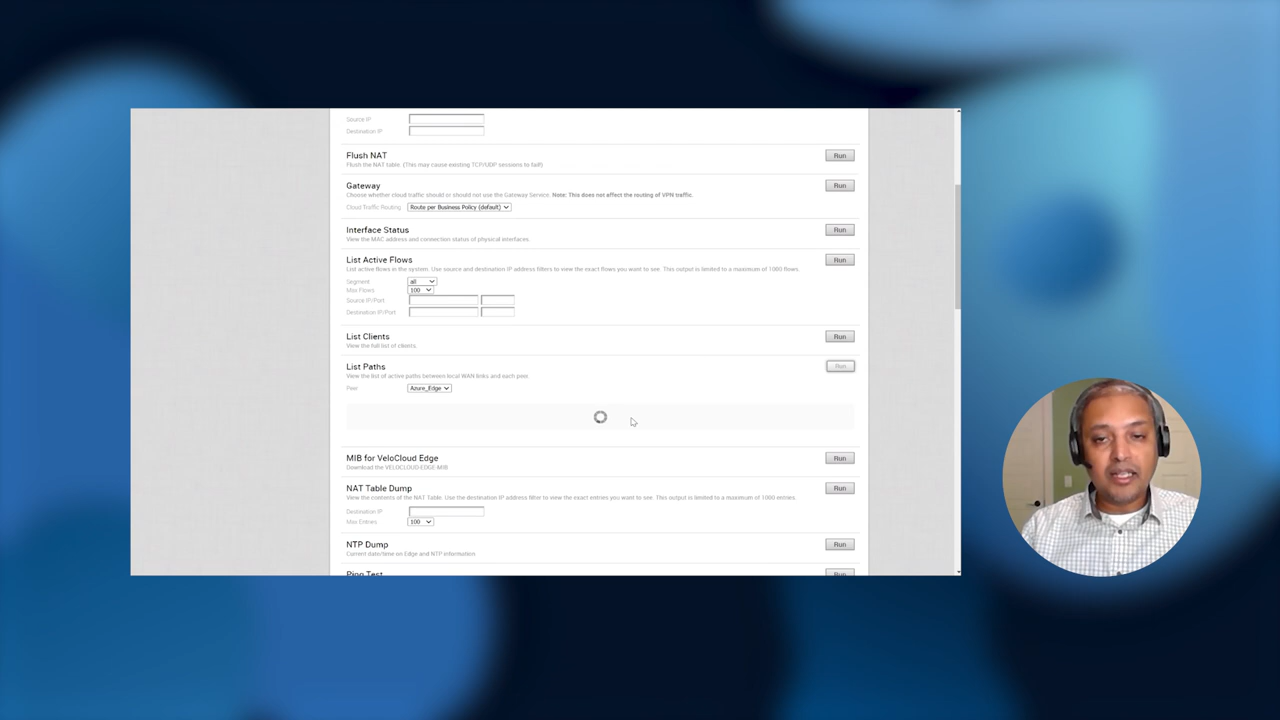 Source IP
Destination IP
Flush NAT
Run
Flush the NAT table. (This may cause existing TCP/UDP sessions to fail!)
Gateway
Run
Choose whether cloud traffic should or should not use the Gateway Service. Note: This does not affect the routing of VPN traffic.
Cloud Traffic Routing
Route per Business Policy (default)
Interface Status
Run
View the MAC address and connection status of physical interfaces.
List Active Flows
Run
List active flows in the system. Use source and destination IP address filters to view the exact flows you want to see. This output is limited to a maximum of 1000 flows.
Segment
all
Max Flows
100
Source IP/Port
Destination IP/Port
List Clients
Run
View the full list of clients.
List Paths
Run
View the list of active paths between local WAN links and each peer.
Peer
Azure_Edge
MIB for VeloCloud Edge
Run
Download the VELOCLOUD-EDGE-MIB
NAT Table Dump
Run
View the contents of the NAT Table. Use the destination IP address filter to view the exact entries you want to see. This output is limited to a maximum of 1000 entries.
Destination IP
Max Entries
100
NTP Dump
Run
Current date/time on Edge and NTP information
Ping Test
Run